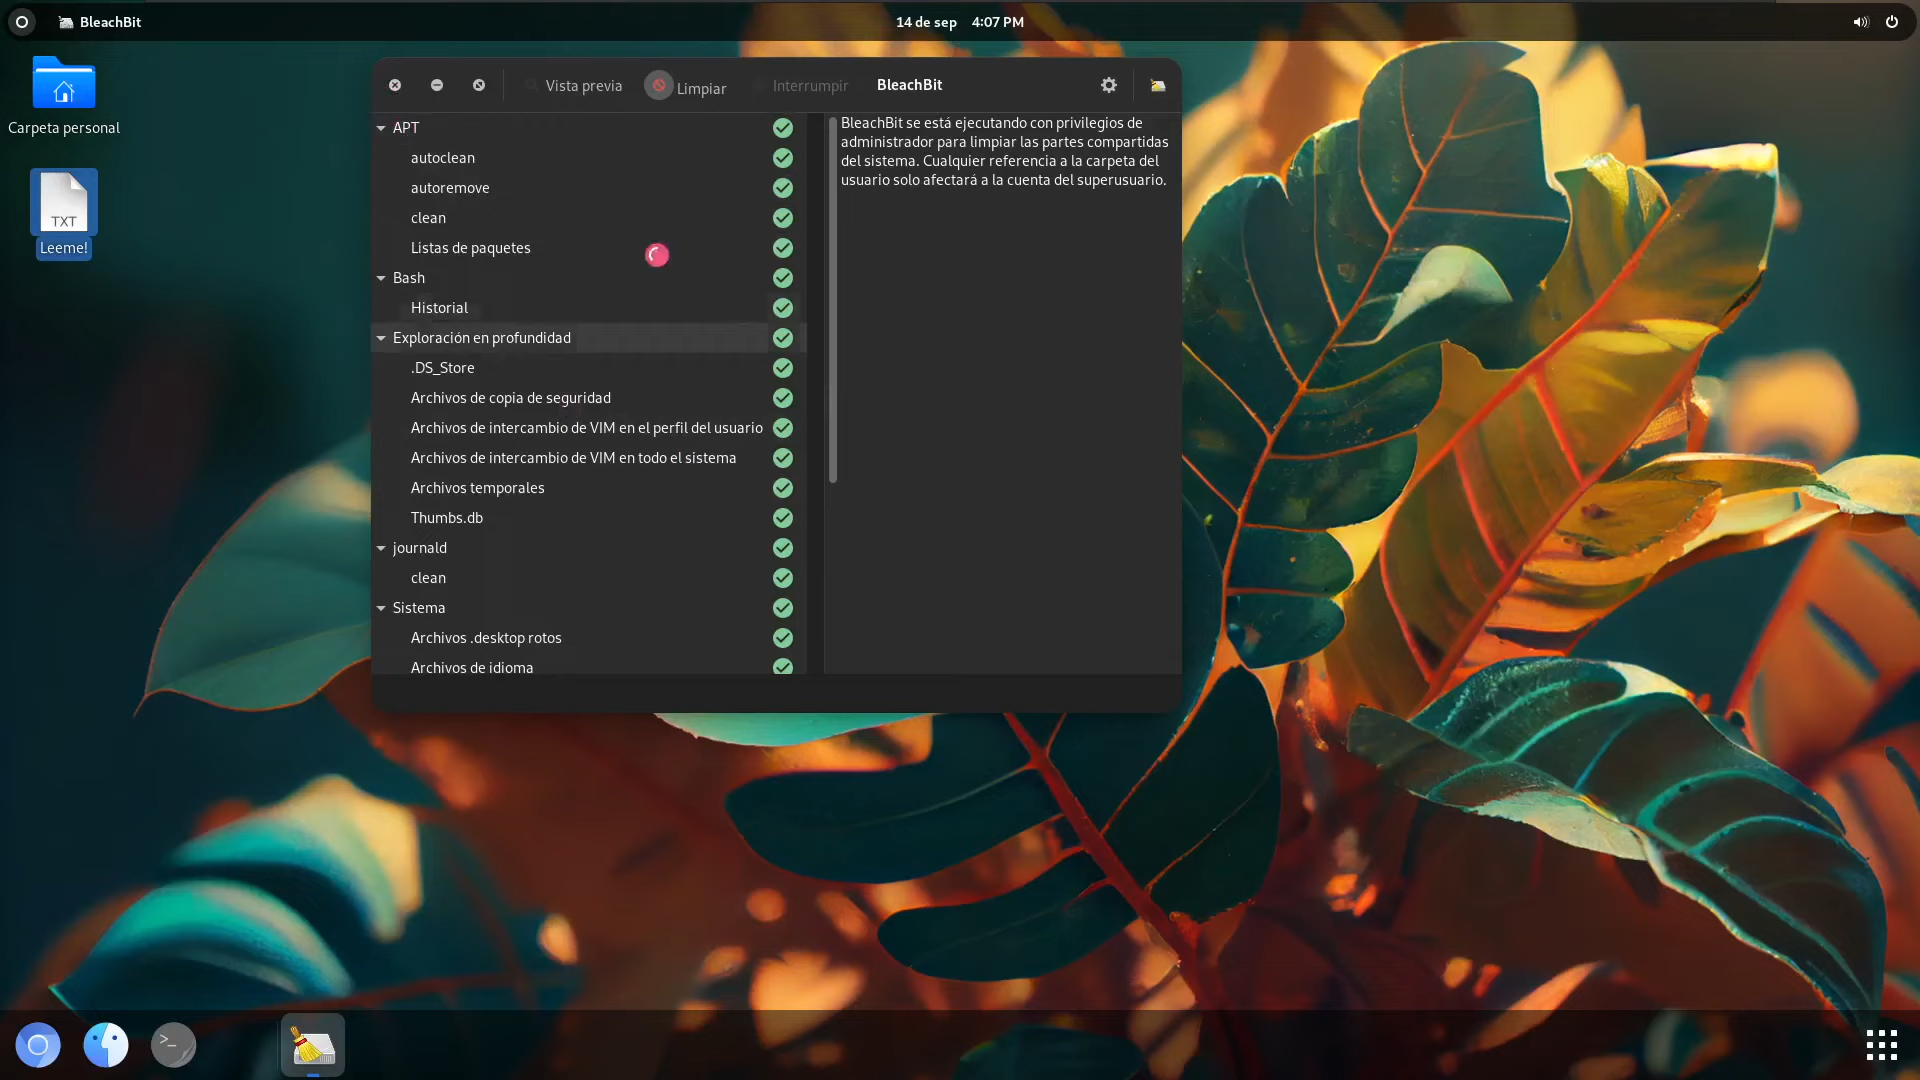 BleachBit
14 de sep 4:07 PM
Carpeta personal
TXT
Leeme!
Vista previa
Limpiar
Interrumpir
BleachBit
APT
autoclean
autoremove
clean
Listas de paquetes
Bash
Historial
Exploración en profundidad
.DS_Store
Archivos de copia de seguridad
Archivos de intercambio de VIM en el perfil del usuario
Archivos de intercambio de VIM en todo el sistema
Archivos temporales
Thumbs.db
journald
clean
Sistema
Archivos .desktop rotos
Archivos de idioma
BleachBit se está ejecutando con privilegios de
administrador para limpiar las partes compartidas
del sistema. Cualquier referencia a la carpeta del
usuario solo afectará a la cuenta del superusuario.
>_